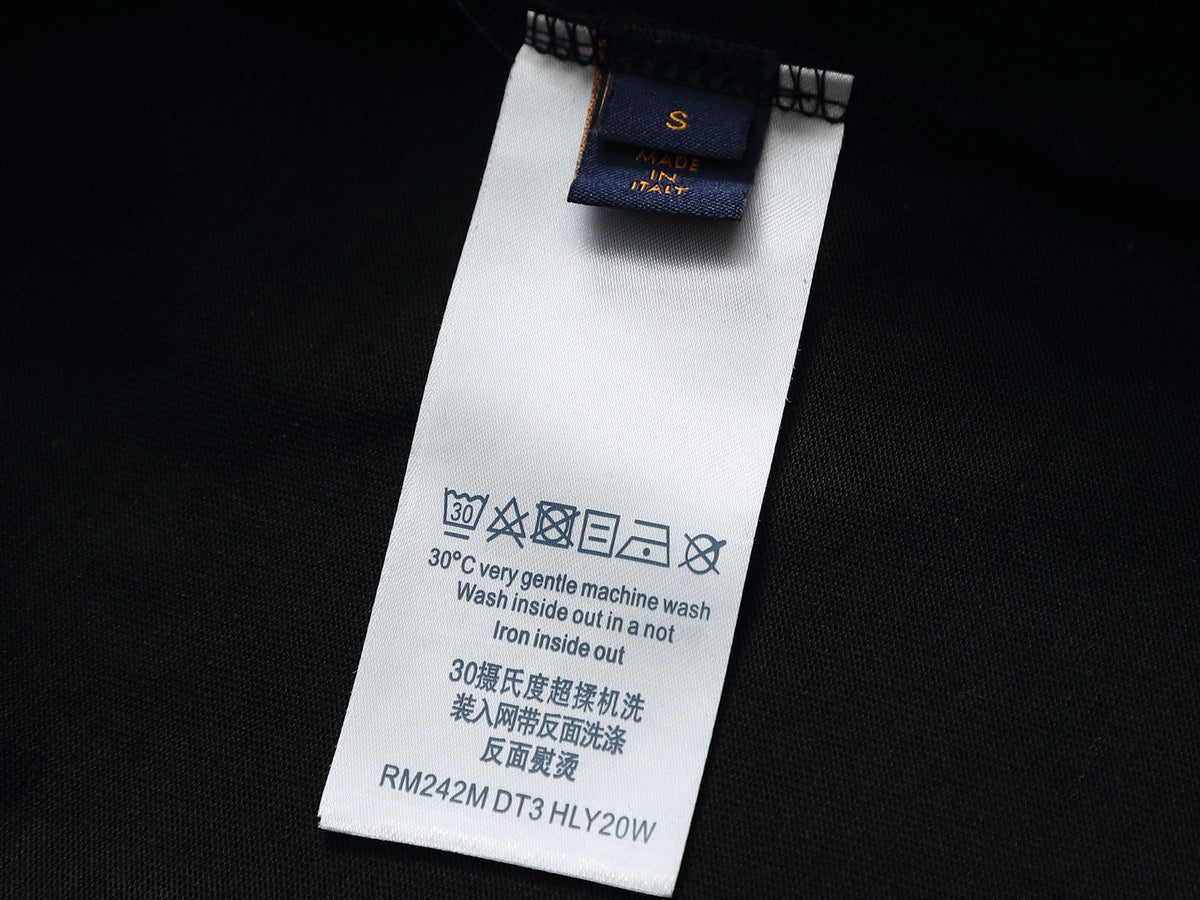 S
MADE
IN
ITALY
30
30°C very gentle machine wash
Wash inside out in a not
Iron inside out
30摄氏度超揉机洗
装入网带反面洗涤
反面熨烫
RM242M DT3 HLY20W